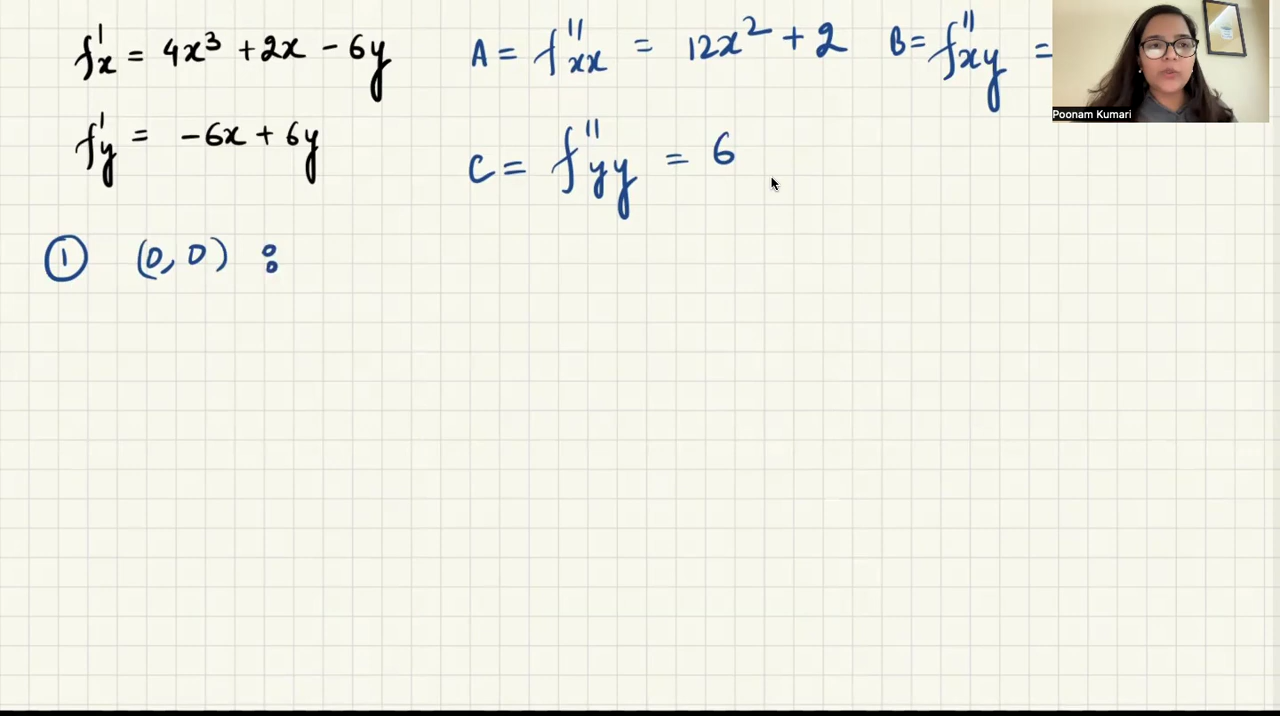 f'x = 4x³ + 2x - 6y
A = f''xx = 12x² + 2
B = f''xy =
f'y = -6x + 6y
C = f''yy = 6
① (0, 0) :
Poonam Kumari